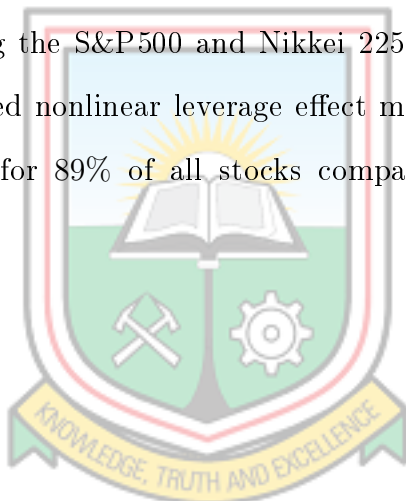 g the S&P500 and Nikkei 225
ed nonlinear leverage effect m
for 89% of all stocks compa
KNOWLEDGE, TRUTH AND EXCELLENCE